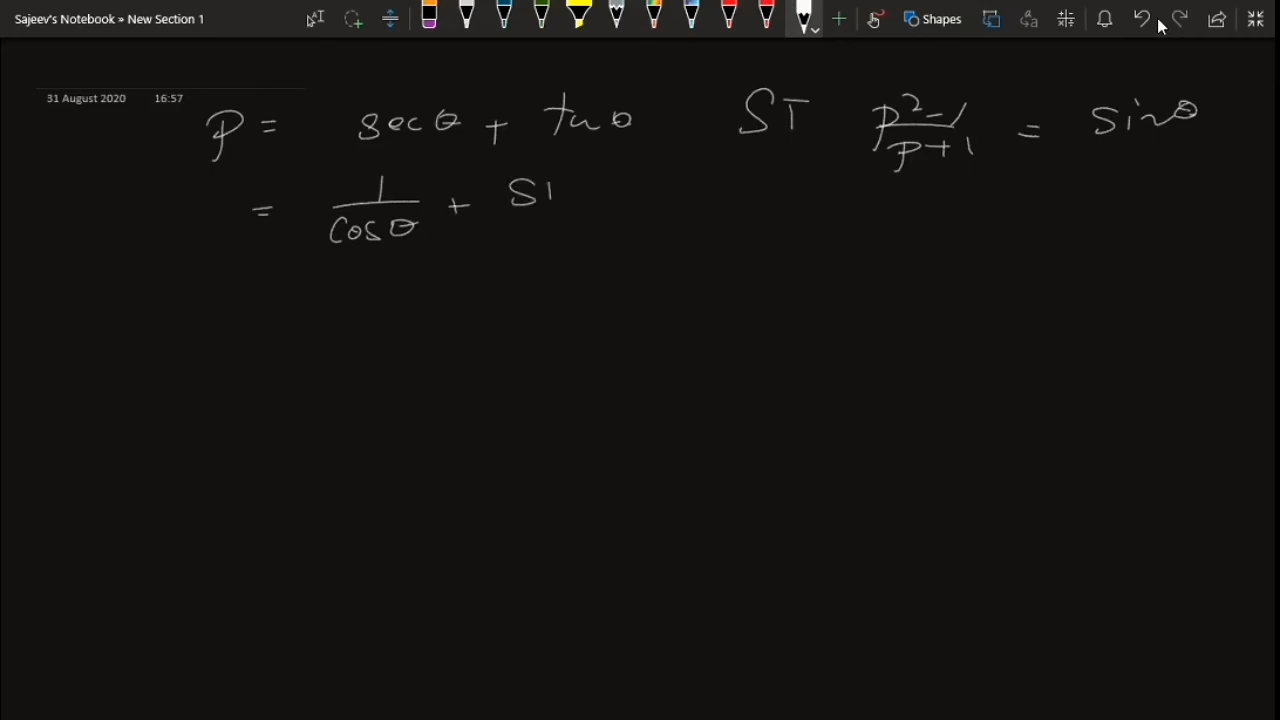 Sajeev's Notebook » New Section 1
Shapes
31 August 2020 16:57
P = secθ + tanθ ST p²-1/p+1 = sinθ
= 1/cosθ + SI